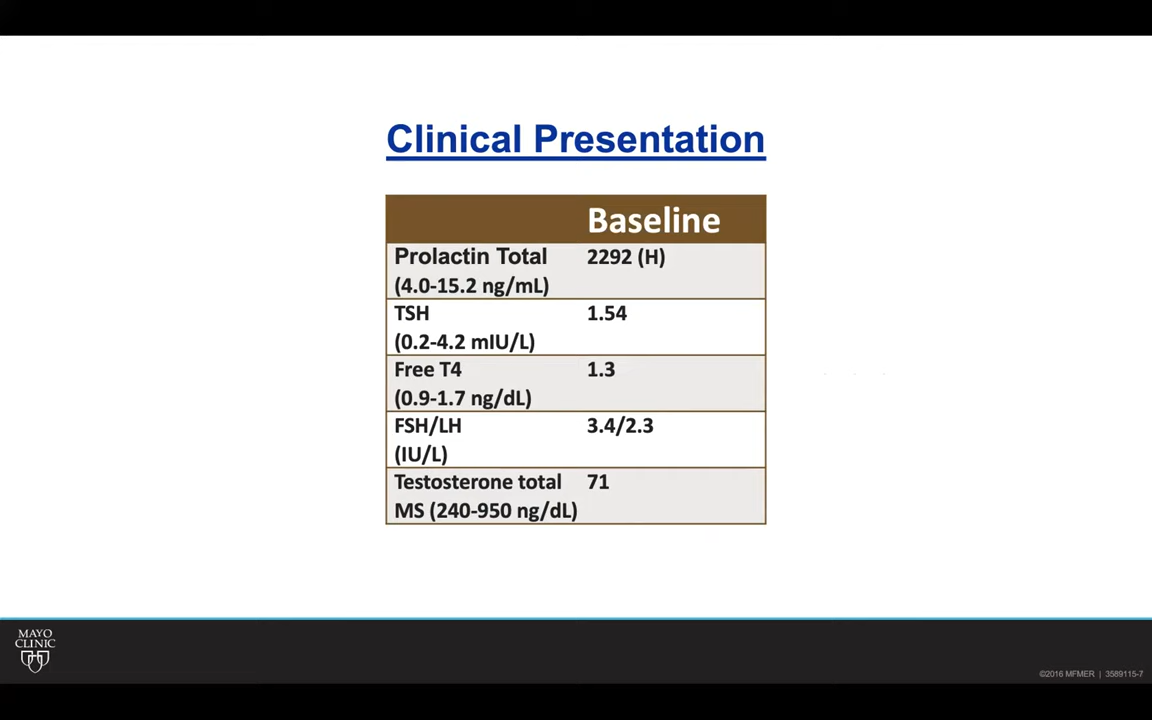 Clinical Presentation
Baseline
Prolactin Total 2292 (H)
(4.0-15.2 ng/mL)
TSH 1.54
(0.2-4.2 mIU/L)
Free T4 1.3
(0.9-1.7 ng/dL)
FSH/LH 3.4/2.3
(IU/L)
Testosterone total 71
MS (240-950 ng/dL)
MAYO
CLINIC
©2016 MFMER | 3589115-7